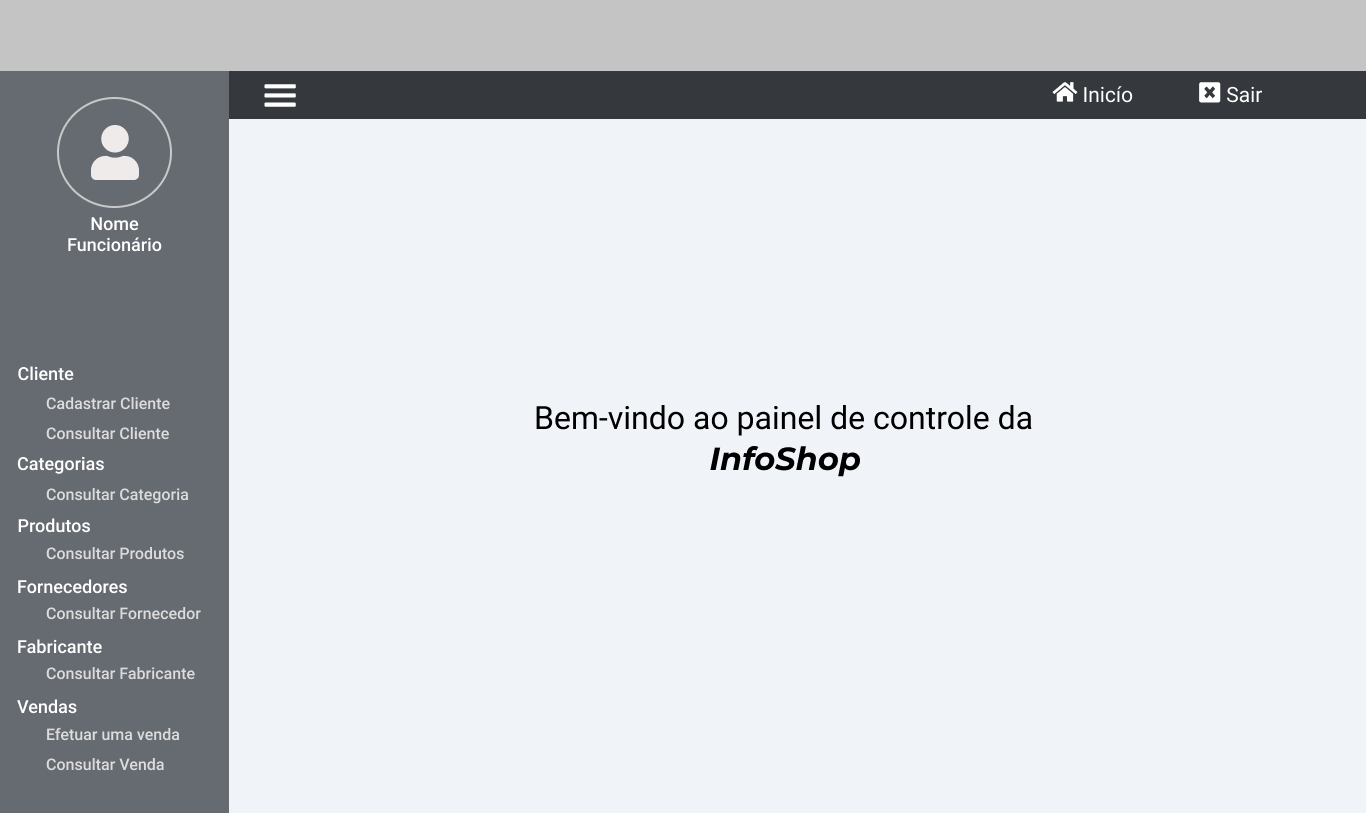 Inicío
Sair
Nome
Funcionário
Cliente
Cadastrar Cliente
Consultar Cliente
Categorias
Consultar Categoria
Produtos
Consultar Produtos
Fornecedores
Consultar Fornecedor
Fabricante
Consultar Fabricante
Vendas
Efetuar uma venda
Consultar Venda
Bem-vindo ao painel de controle da
InfoShop